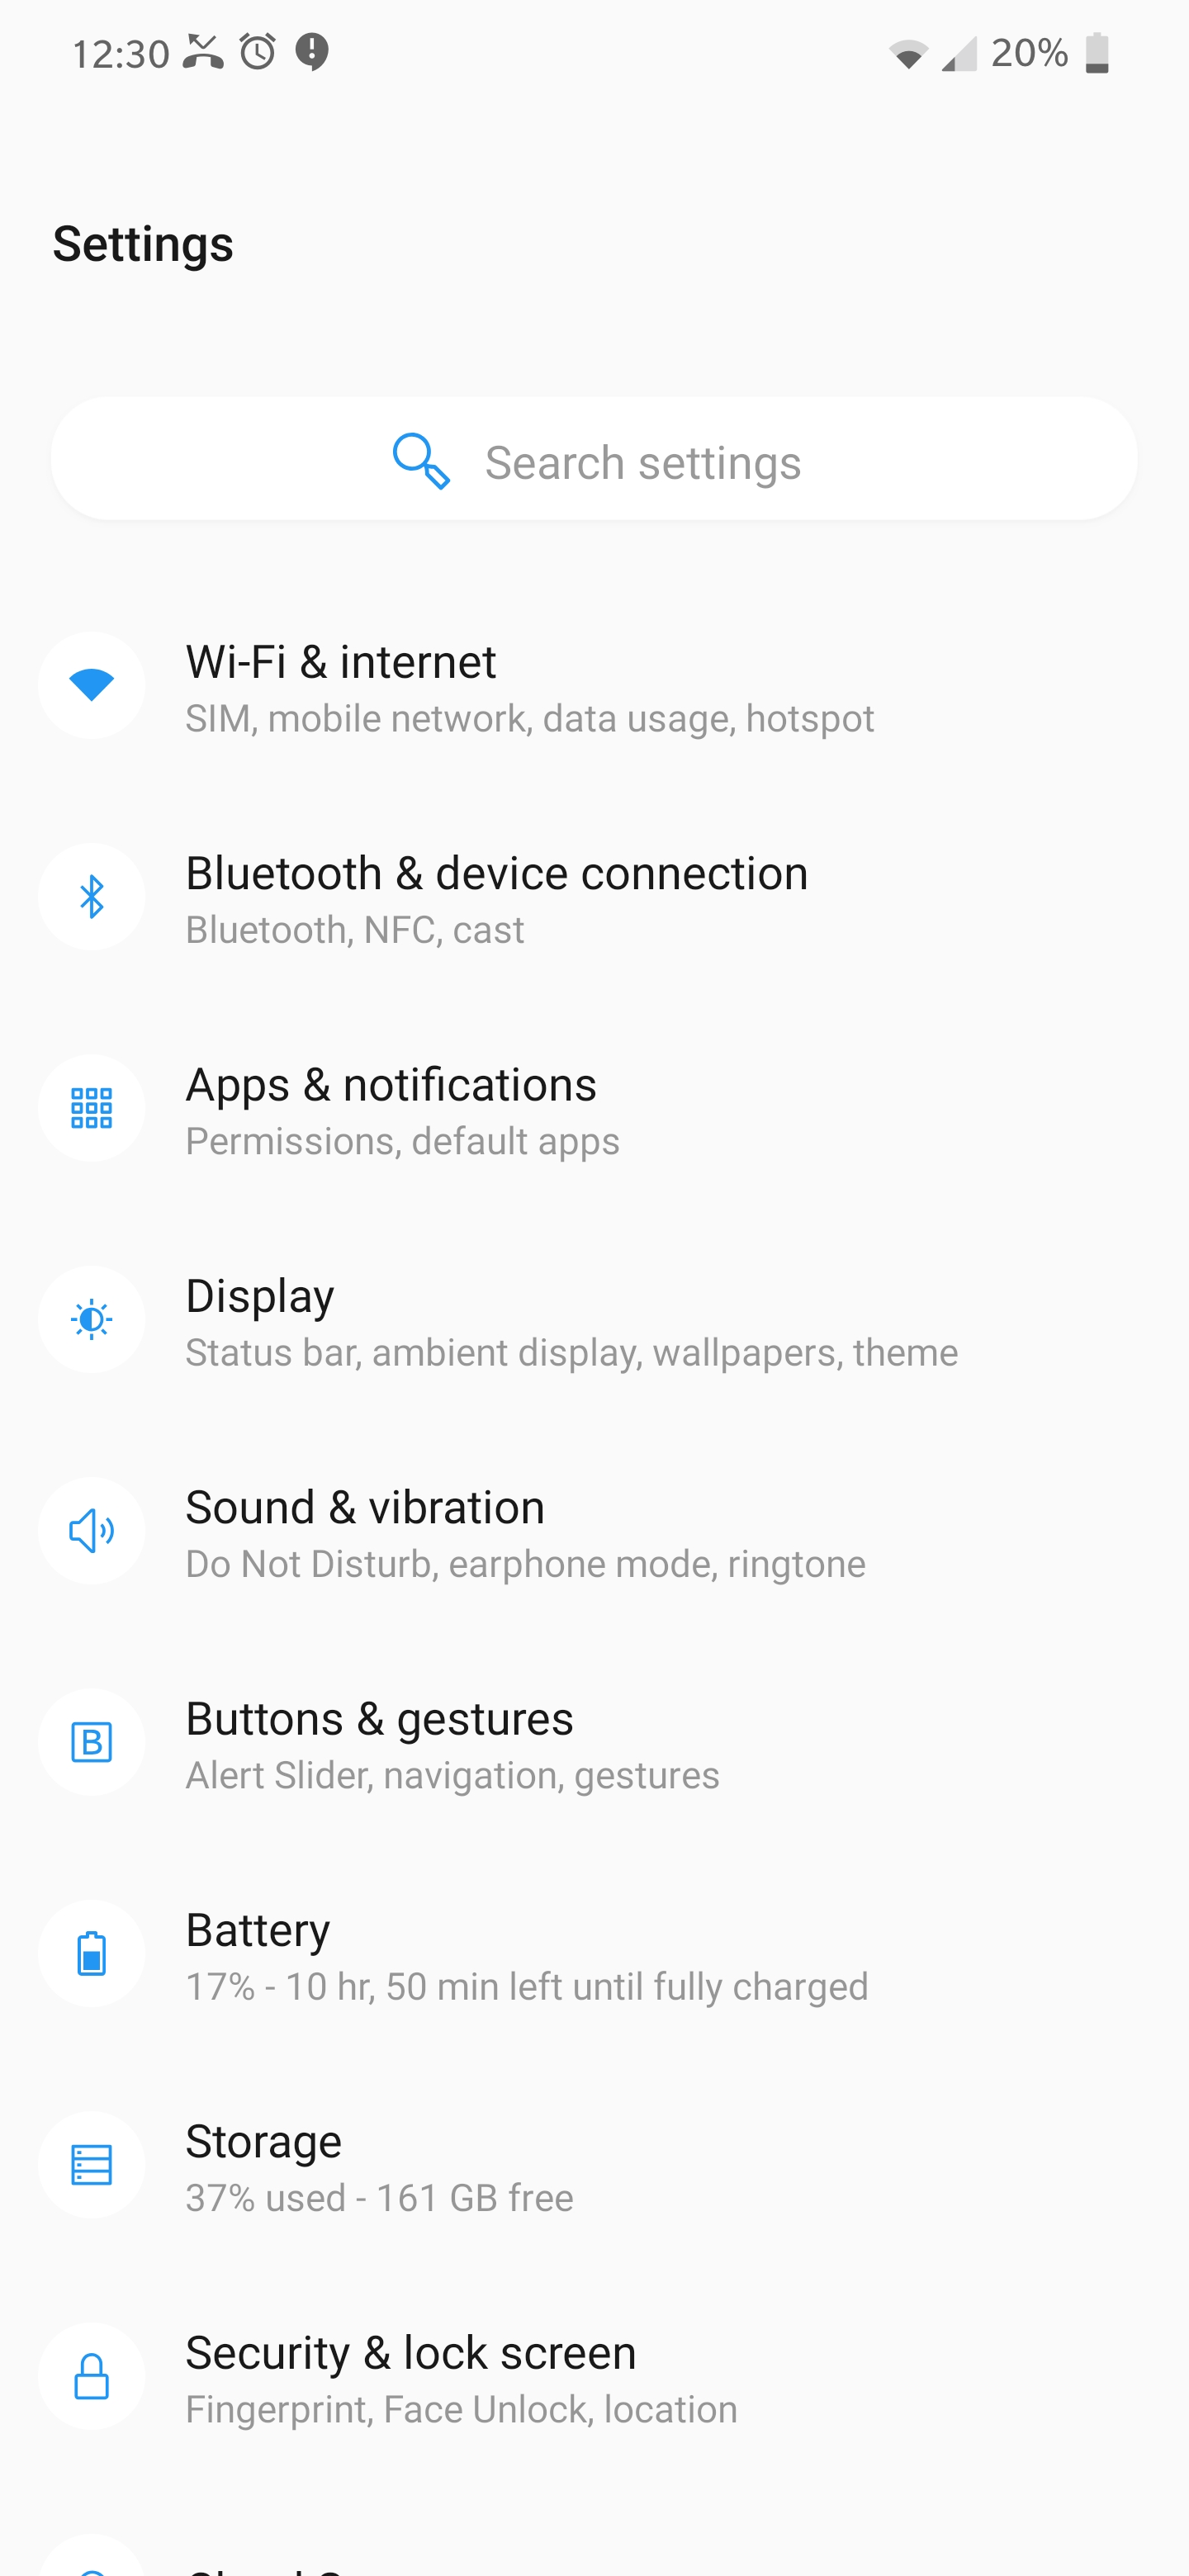 12:30 20%
Settings
Search settings
Wi-Fi & internet
SIM, mobile network, data usage, hotspot
Bluetooth & device connection
Bluetooth, NFC, cast
Apps & notifications
Permissions, default apps
Display
Status bar, ambient display, wallpapers, theme
Sound & vibration
Do Not Disturb, earphone mode, ringtone
B
Buttons & gestures
Alert Slider, navigation, gestures
Battery
17% - 10 hr, 50 min left until fully charged
Storage
37% used - 161 GB free
Security & lock screen
Fingerprint, Face Unlock, location